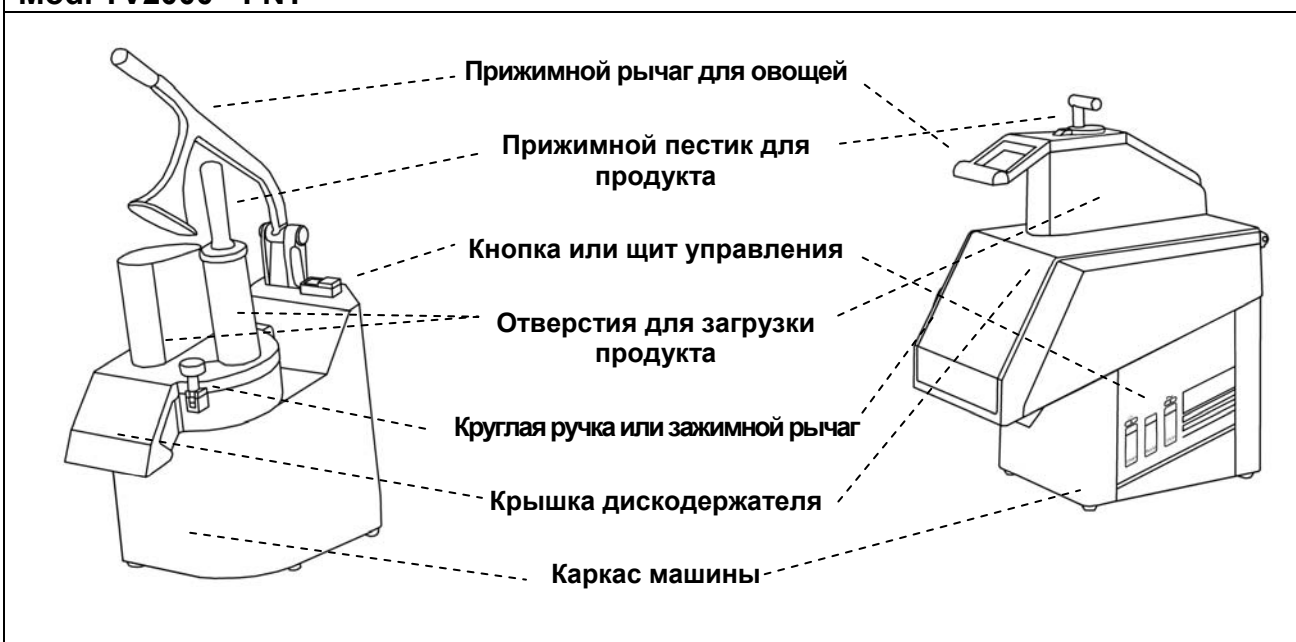 Прижимной рычаг для овощей
Прижимной пестик для
продукта
Кнопка или щит управления
Отверстия для загрузки
продукта
Круглая ручка или зажимной рычаг
Крышка дискодержателя
Каркас машины